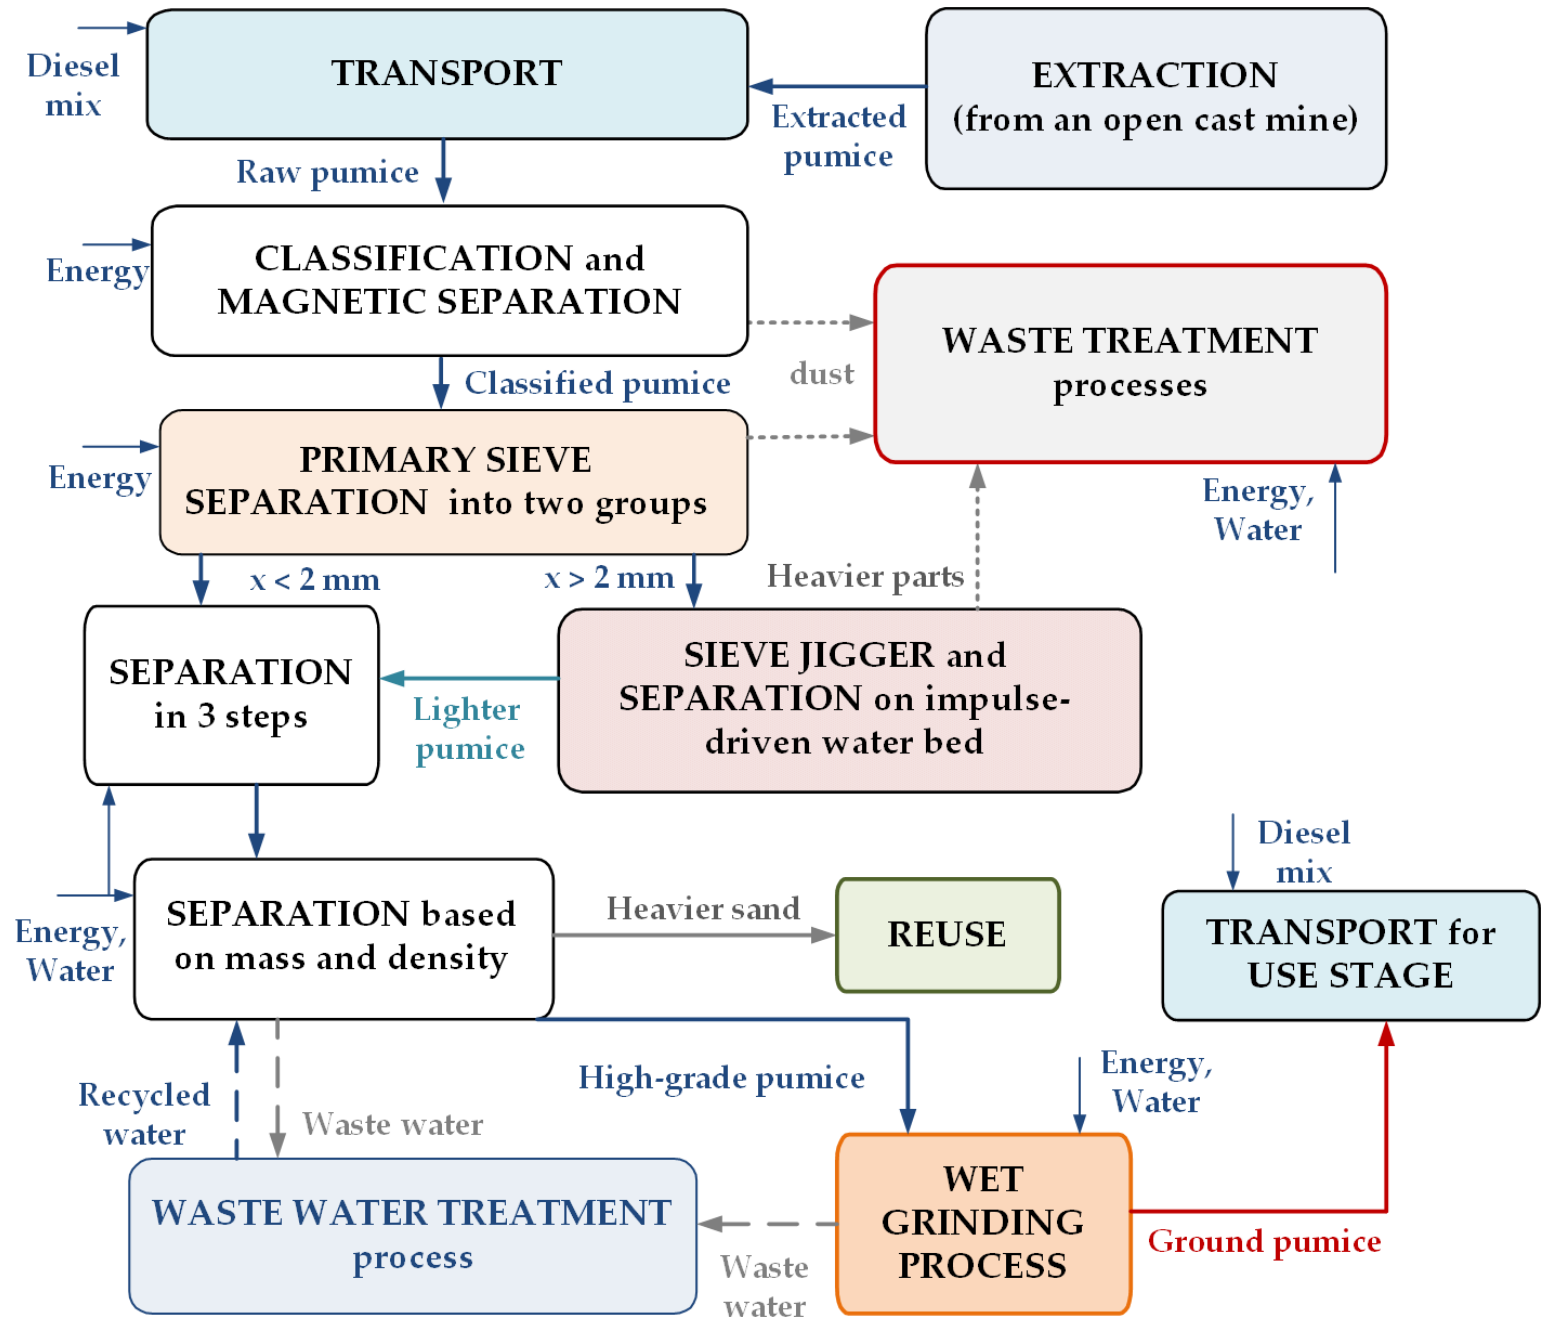 TRANSPORT
EXTRACTION
(from an open cast mine)
Diesel
mix
Extracted
pumice
Raw pumice
CLASSIFICATION and
MAGNETIC SEPARATION
Energy
WASTE TREATMENT
processes
dust
Classified pumice
PRIMARY SIEVE
SEPARATION into two groups
Energy
Energy,
Water
x < 2 mm
x > 2 mm
Heavier parts
SEPARATION
in 3 steps
SIEVE JIGGER and
SEPARATION on impulse-
driven water bed
Lighter
pumice
Diesel
mix
SEPARATION based
on mass and density
Energy,
Water
Heavier sand
REUSE
TRANSPORT for
USE STAGE
Recycled
water
Waste water
High-grade pumice
Energy,
Water
WASTE WATER TREATMENT
process
WET
GRINDING
PROCESS
Waste
water
Ground pumice